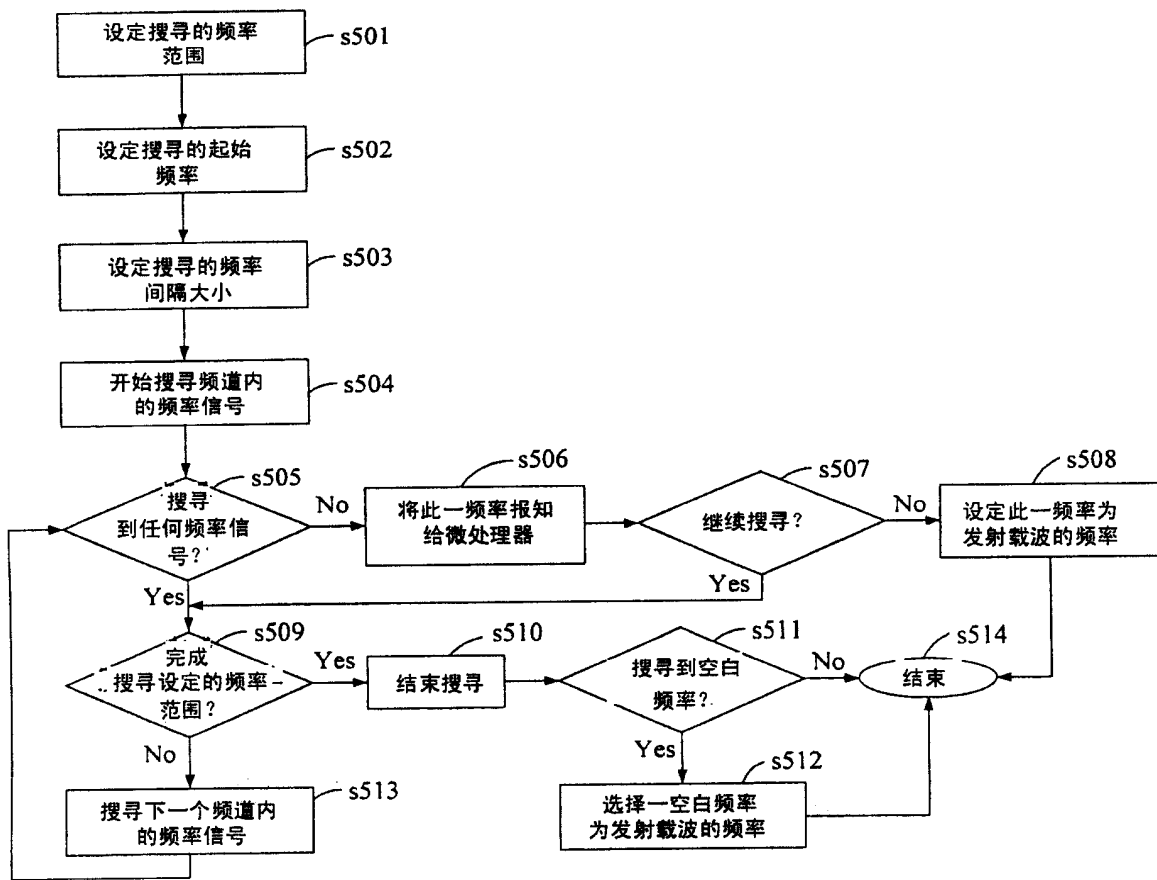 设定搜寻的频率
范围
s501
设定搜寻的起始
频率
s502
设定搜寻的频率
间隔大小
s503
开始搜寻频道内
的频率信号
s504
搜寻
到任何频率信
号?
s505
No
Yes
将此一频率报知
给微处理器
s506
继续搜寻?
s507
No
Yes
设定此一频率为
发射载波的频率
s508
完成
搜寻设定的频率
范围?
s509
Yes
No
结束搜寻
s510
搜寻到空白
频率?
s511
No
Yes
结束
s514
选择一空白频率
为发射载波的频率
s512
搜寻下一个频道内
的频率信号
s513